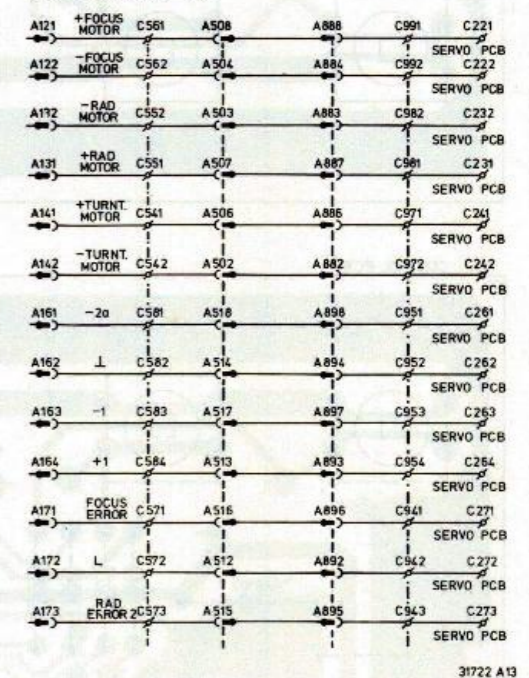 A121 +FOCUS MOTOR C561 A508 A888 C991 C221
SERVO PCB
A122 -FOCUS MOTOR C562 A504 A884 C992 C222
SERVO PCB
A132 -RAD MOTOR C552 A503 A883 C982 C232
SERVO PCB
A131 +RAD MOTOR C551 A507 A887 C981 C231
SERVO PCB
A141 +TURNT. MOTOR C541 A506 A886 C971 C241
SERVO PCB
A142 -TURNT. MOTOR C542 A502 A882 C972 C242
SERVO PCB
A161 -2a C581 A518 A898 C951 C261
SERVO PCB
A162 ⊥ C582 A514 A894 C952 C262
SERVO PCB
A163 -1 C583 A517 A897 C953 C263
SERVO PCB
A164 +1 C584 A513 A893 C954 C264
SERVO PCB
A171 FOCUS ERROR C571 A516 A896 C941 C271
SERVO PCB
A172 L C572 A512 A892 C942 C272
SERVO PCB
A173 RAD ERROR2 C573 A515 A895 C943 C273
SERVO PCB
31722 A13